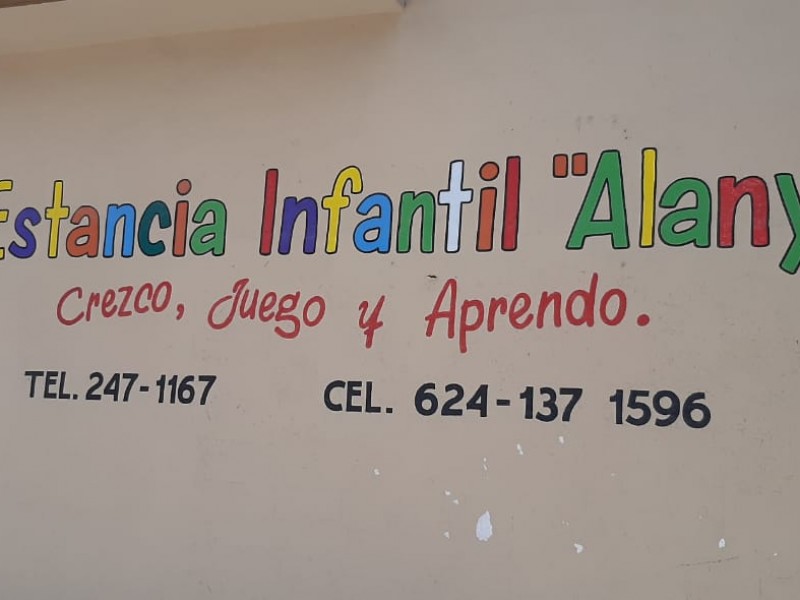 Estancia Infantil "Alany
Crezco, Juego y Aprendo.
TEL. 247-1167 CEL. 624-137 1596